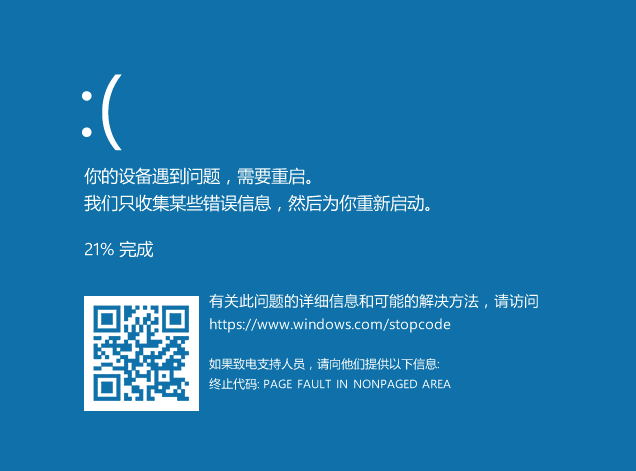 :(
你的设备遇到问题，需要重启。
我们只收集某些错误信息，然后为你重新启动。
21% 完成
有关此问题的详细信息和可能的解决方法，请访问
https://www.windows.com/stopcode
如果致电支持人员，请向他们提供以下信息:
终止代码: PAGE FAULT IN NONPAGED AREA